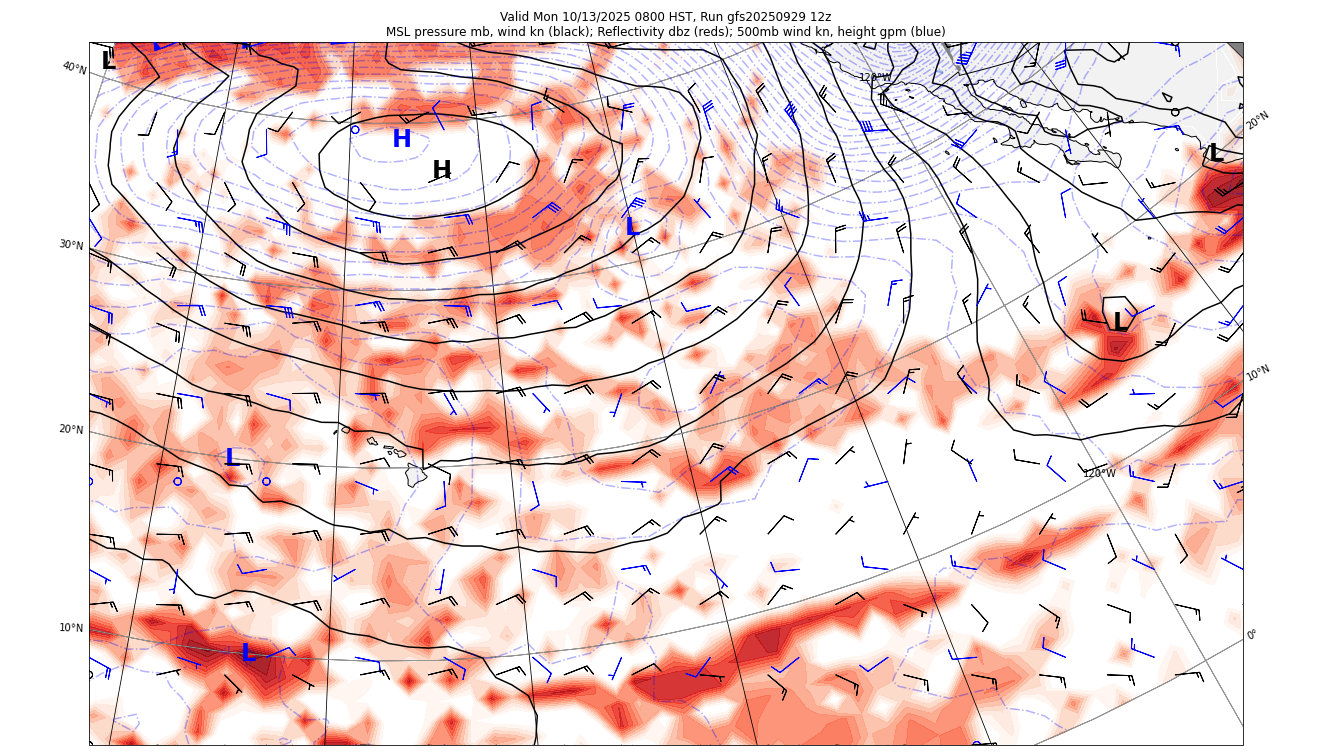 Valid Mon 10/13/2025 0800 HST, Run gfs20250929 12z
MSL pressure mb, wind kn (black); Reflectivity dbz (reds); 500mb wind kn, height gpm (blue)
L
40°N
120°W
20°N
H
H
L
L
30°N
L
10°N
20°N
L
120°W
10°N
0°
L